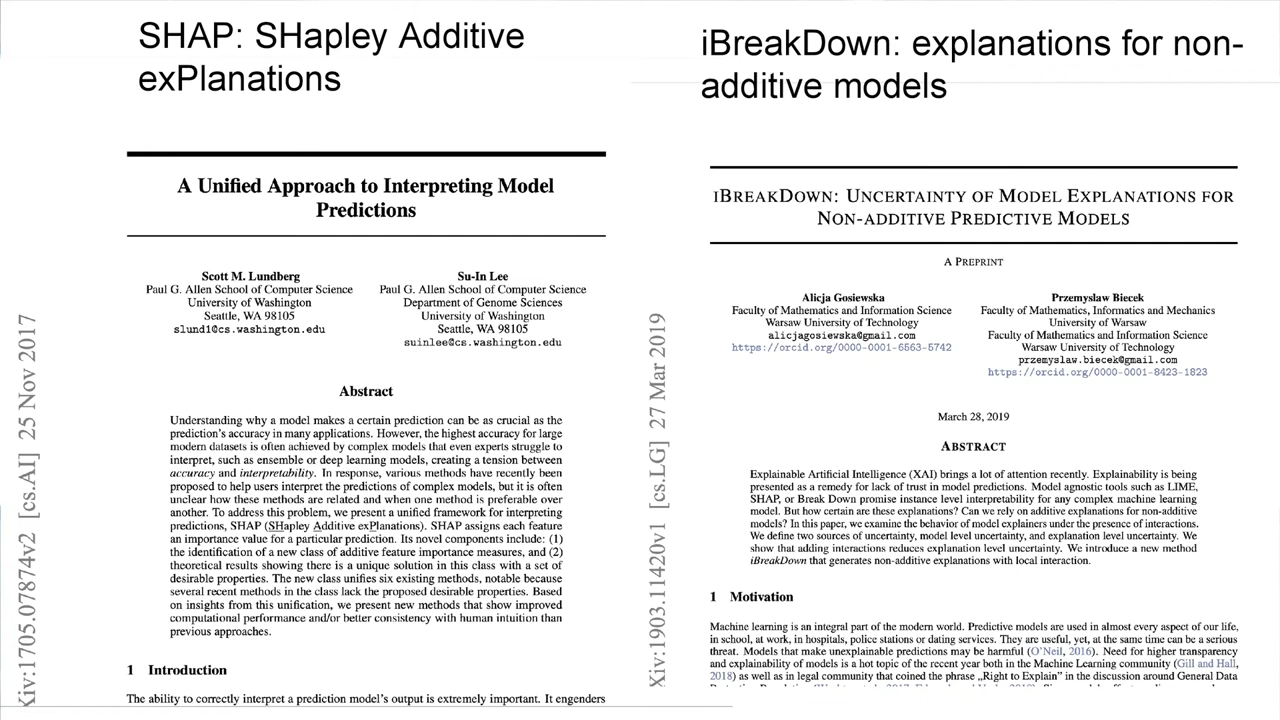 SHAP: SHapley Additive
exPlanations
A Unified Approach to Interpreting Model
Predictions
Scott M. Lundberg
Paul G. Allen School of Computer Science
University of Washington
Seattle, WA 98105
slund1@cs.washington.edu
Su-In Lee
Paul G. Allen School of Computer Science
Department of Genome Sciences
University of Washington
Seattle, WA 98105
suinlee@cs.washington.edu
Abstract
Understanding why a model makes a certain prediction can be as crucial as the
prediction's accuracy in many applications. However, the highest accuracy for large
modern datasets is often achieved by complex models that even experts struggle to
interpret, such as ensemble or deep learning models, creating a tension between
accuracy and interpretability. In response, various methods have recently been
proposed to help users interpret the predictions of complex models, but it is often
unclear how these methods are related and when one method is preferable over
another. To address this problem, we present a unified framework for interpreting
predictions, SHAP (SHapley Additive exPlanations). SHAP assigns each feature
an importance value for a particular prediction. Its novel components include: (1)
the identification of a new class of additive feature importance measures, and (2)
theoretical results showing there is a unique solution in this class with a set of
desirable properties. The new class unifies six existing methods, notable because
several recent methods in the class lack the proposed desirable properties. Based
on insights from this unification, we present new methods that show improved
computational performance and/or better consistency with human intuition than
previous approaches.
1 Introduction
The ability to correctly interpret a prediction model's output is extremely important. It engenders
Xiv:1705.07874v2 [cs.AI] 25 Nov 2017
iBreakDown: explanations for non-
additive models
IBREAKDOWN: UNCERTAINTY OF MODEL EXPLANATIONS FOR
NON-ADDITIVE PREDICTIVE MODELS
A PREPRINT
Alicja Gosiewska
Faculty of Mathematics and Information Science
Warsaw University of Technology
alicjagosiewska@gmail.com
https://orcid.org/0000-0001-6563-5742
Przemyslaw Biecek
Faculty of Mathematics, Informatics and Mechanics
University of Warsaw
Faculty of Mathematics and Information Science
Warsaw University of Technology
przemyslaw.biecek@gmail.com
https://orcid.org/0000-0001-8423-1823
March 28, 2019
ABSTRACT
Explainable Artificial Intelligence (XAI) brings a lot of attention recently. Explainability is being
presented as a remedy for lack of trust in model predictions. Model agnostic tools such as LIME,
SHAP, or Break Down promise instance level interpretability for any complex machine learning
model. But how certain are these explanations? Can we rely on additive explanations for non-additive
models? In this paper, we examine the behavior of model explainers under the presence of interactions.
We define two sources of uncertainty, model level uncertainty, and explanation level uncertainty. We
show that adding interactions reduces explanation level uncertainty. We introduce a new method
iBreakDown that generates non-additive explanations with local interaction.
1 Motivation
Machine learning is an integral part of the modern world. Predictive models are used in almost every aspect of our life,
in school, at work, in hospitals, police stations or dating services. They are useful, yet, at the same time can be a serious
threat. Models that make unexplainable predictions may be harmful (O'Neil, 2016). Need for higher transparency
and explainability of models is a hot topic of the recent year both in the Machine Learning community (Gill and Hall,
2018) as well as in legal community that coined the phrase „Right to Explain" in the discussion around General Data
Xiv:1903.11420v1 [cs.LG] 27 Mar 2019